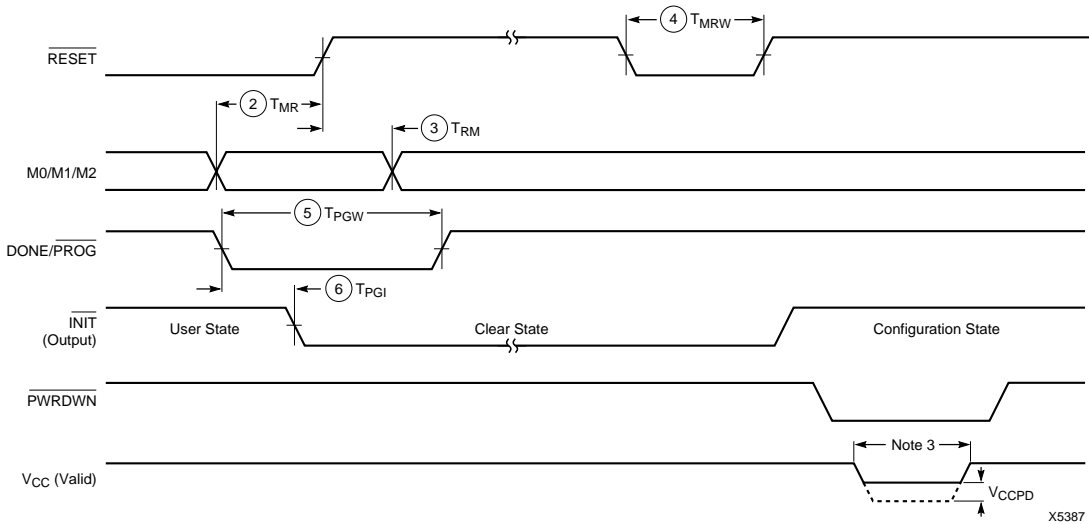 RESET
4 TMRW
2 TMR
3 TRM
M0/M1/M2
5 TPGW
DONE/PROG
6 TPGI
INIT
(Output)
User State
Clear State
Configuration State
PWRDWN
Note 3
VCC (Valid)
VCCPD
X5387